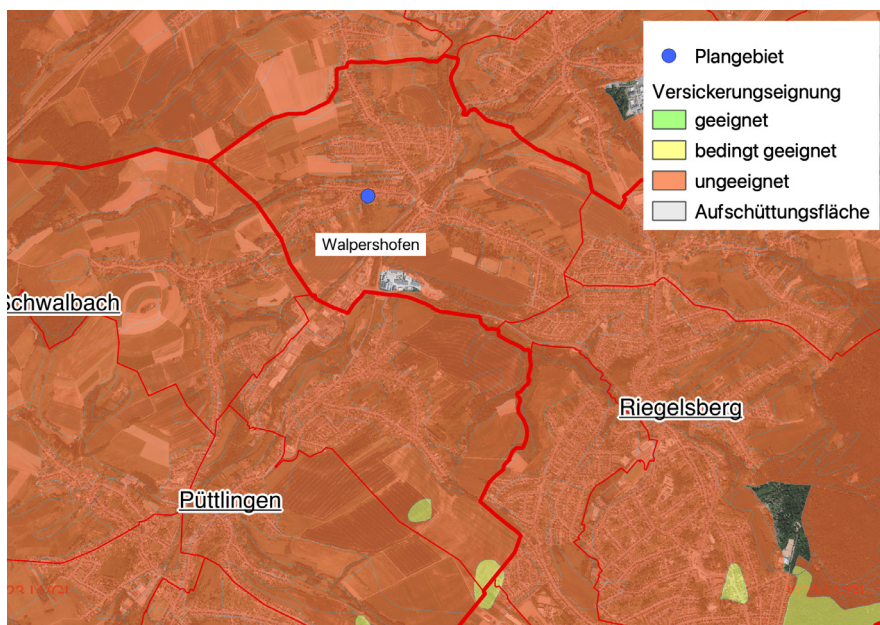 Plangebiet
Versickerungseignung
geeignet
bedingt geeignet
ungeeignet
Aufschüttungsfläche
Walpershofen
Schwalbach
Riegelsberg
Püttlingen